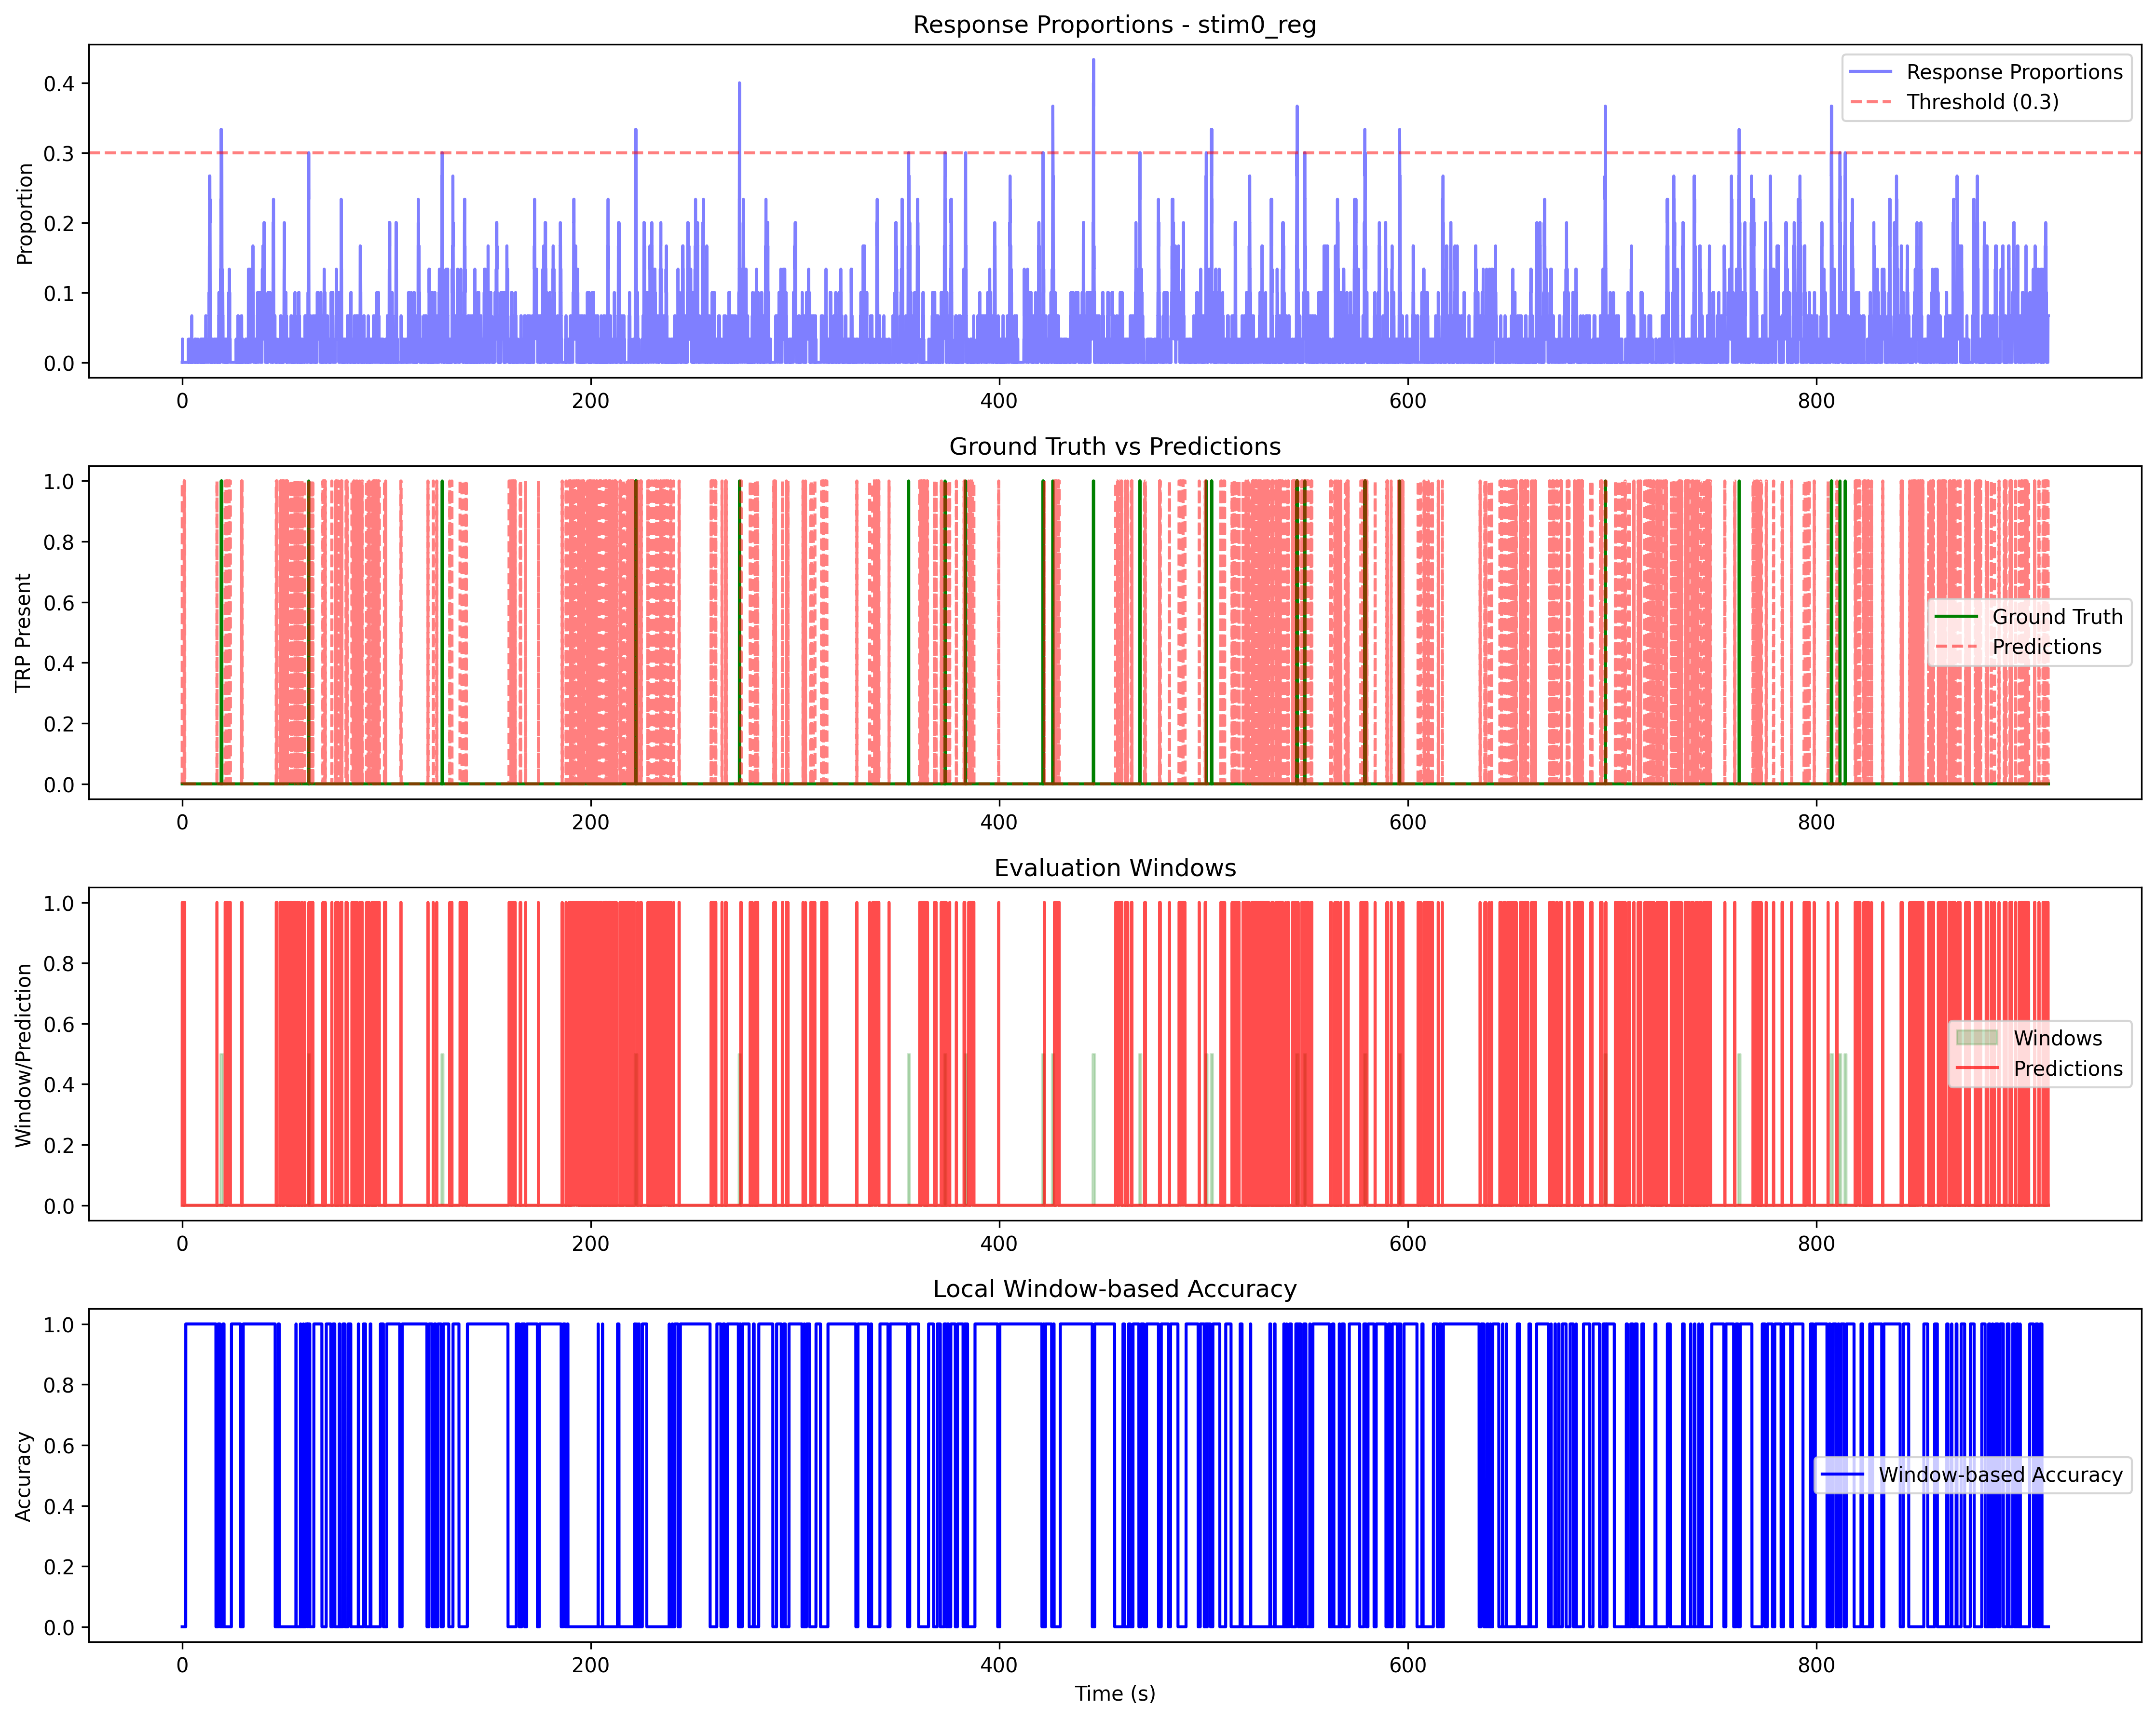 Response Proportions - stim0_reg
Proportion
0.4
0.3
0.2
0.1
0.0
Response Proportions
Threshold (0.3)
0 200 400 600 800
Ground Truth vs Predictions
TRP Present
1.0
0.8
0.6
0.4
0.2
0.0
Ground Truth
Predictions
0 200 400 600 800
Evaluation Windows
Window/Prediction
1.0
0.8
0.6
0.4
0.2
0.0
Windows
Predictions
0 200 400 600 800
Local Window-based Accuracy
Accuracy
1.0
0.8
0.6
0.4
0.2
0.0
Window-based Accuracy
0 200 400 600 800
Time (s)